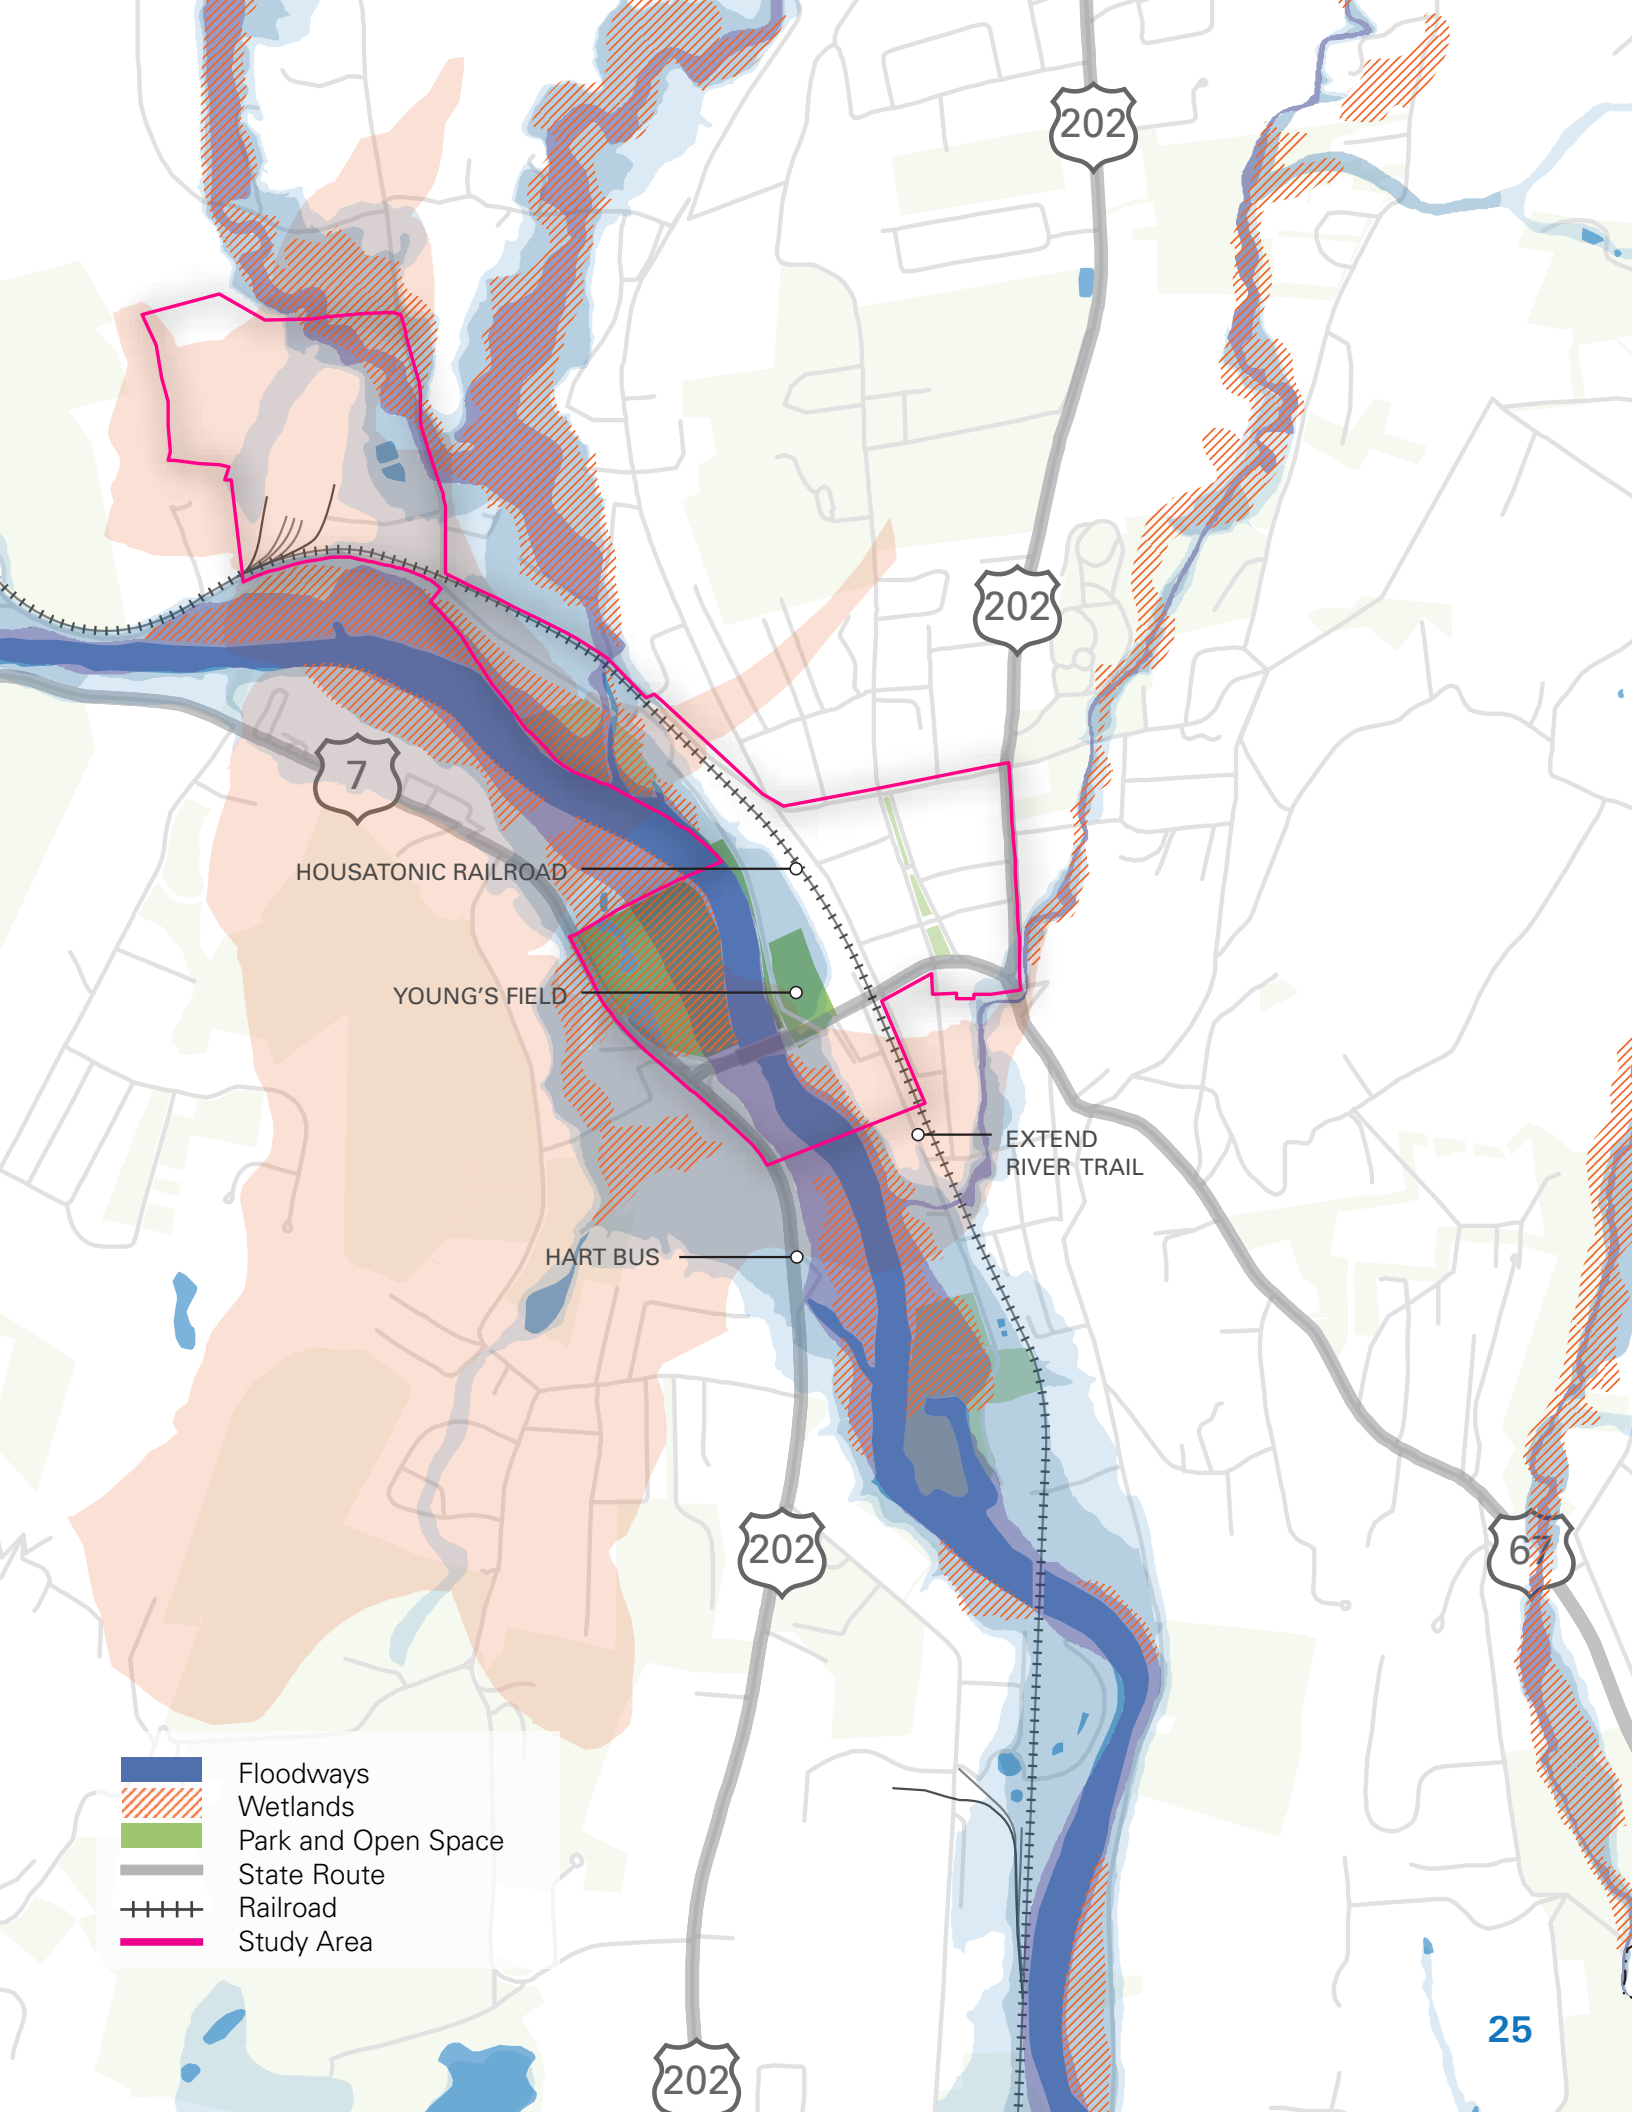 202
202
7
HOUSATONIC RAILROAD
YOUNG'S FIELD
EXTEND
RIVER TRAIL
HART BUS
202
67
Floodways
Wetlands
Park and Open Space
State Route
Railroad
Study Area
25
202